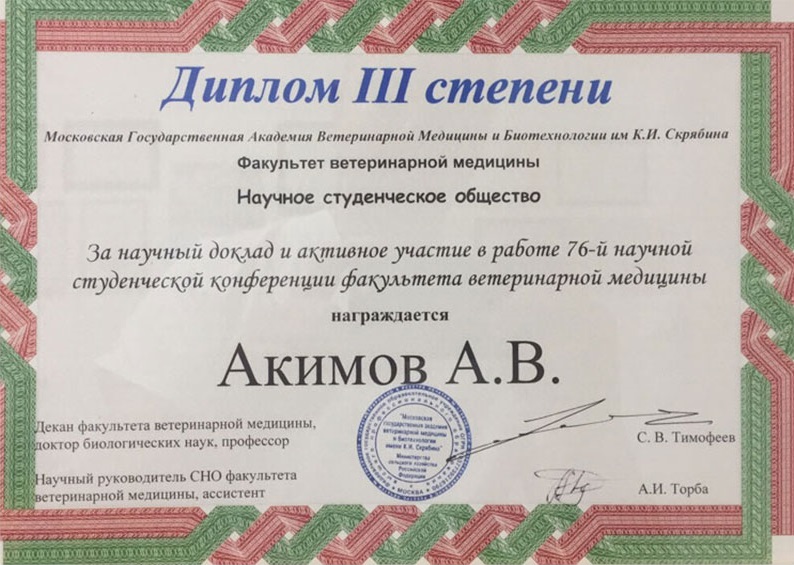 Диплом III степени
Московская Государственная Академия Ветеринарной Медицины и Биотехнологии им К.И. Скрябина
Факультет ветеринарной медицины
Научное студенческое общество
За научный доклад и активное участие в работе 76-й научной
студенческой конференции факультета ветеринарной медицины
награждается
Акимов А.В.
Декан факультета ветеринарной медицины,
доктор биологических наук, профессор
С. В. Тимофеев
Научный руководитель СНО факультета
ветеринарной медицины, ассистент
А.И. Торба
"Московская
государственная академия
ветеринарной медицины
и биотехнологии
имени К.И. Скрябина"
Министерства
сельского хозяйства
Российской
Федерации
МОСКВА